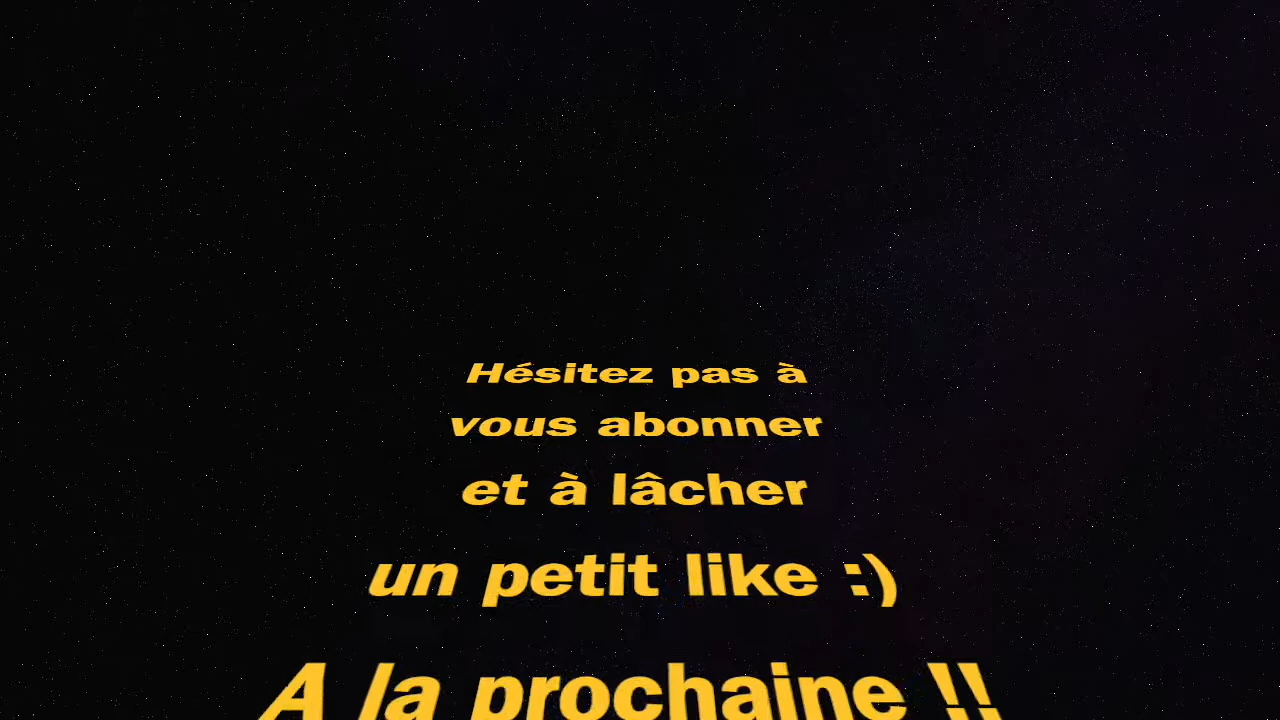 Hésitez pas à
vous abonner
et à lâcher
un petit like :)
A la prochaine !!